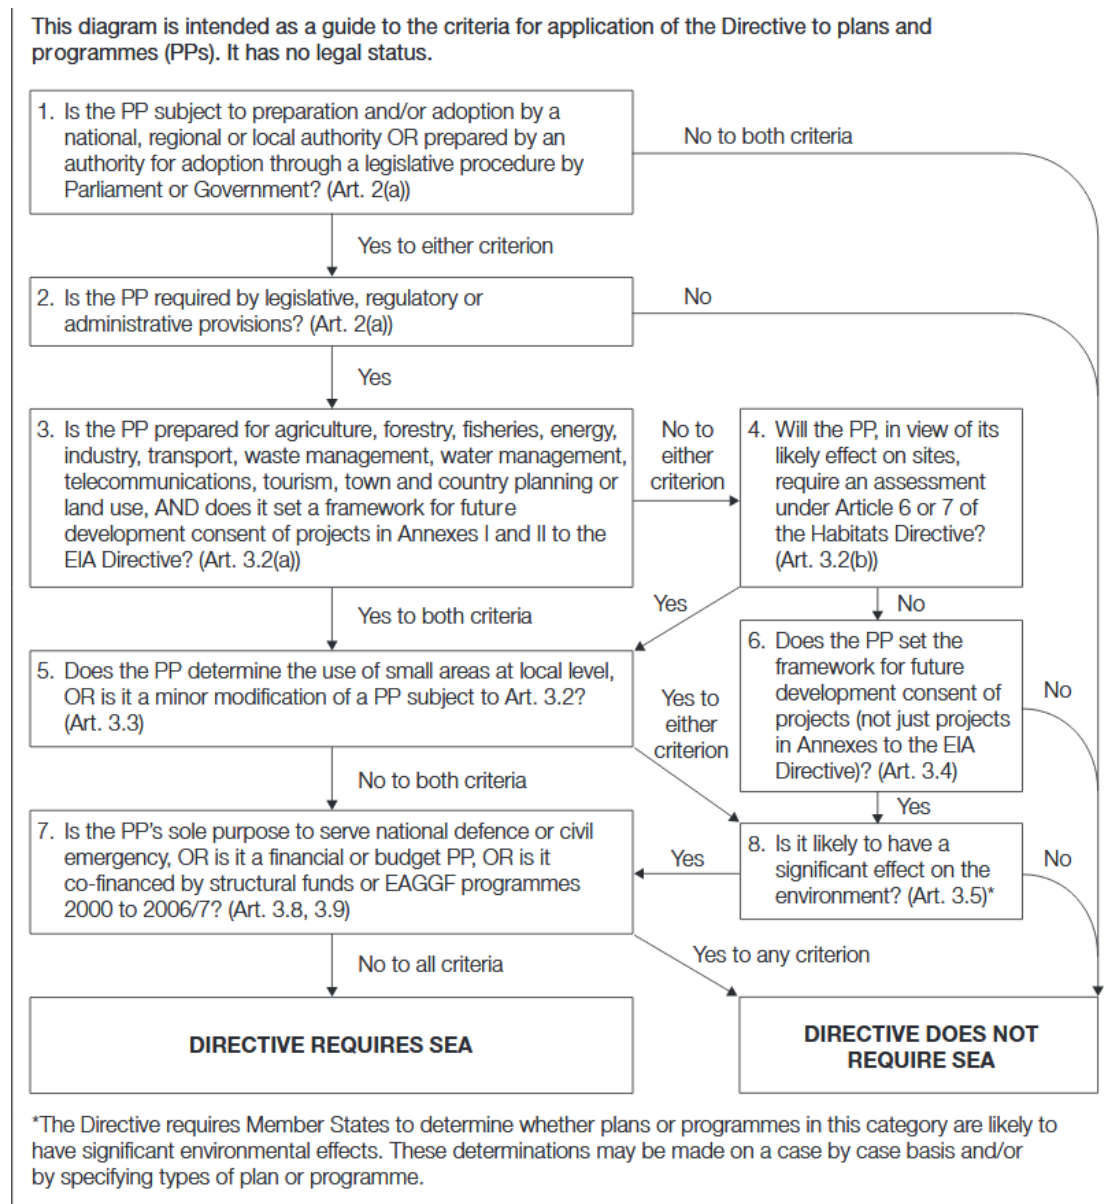 This diagram is intended as a guide to the criteria for application of the Directive to plans and
programmes (PPs). It has no legal status.
1. Is the PP subject to preparation and/or adoption by a
national, regional or local authority OR prepared by an
authority for adoption through a legislative procedure by
Parliament or Government? (Art. 2(a))
No to both criteria
Yes to either criterion
2. Is the PP required by legislative, regulatory or
administrative provisions? (Art. 2(a))
No
Yes
3. Is the PP prepared for agriculture, forestry, fisheries, energy,
industry, transport, waste management, water management,
telecommunications, tourism, town and country planning or
land use, AND does it set a framework for future
development consent of projects in Annexes I and II to the
EIA Directive? (Art. 3.2(a))
No to
either
criterion
4. Will the PP, in view of its
likely effect on sites,
require an assessment
under Article 6 or 7 of
the Habitats Directive?
(Art. 3.2(b))
Yes to both criteria
Yes
No
5. Does the PP determine the use of small areas at local level,
OR is it a minor modification of a PP subject to Art. 3.2?
(Art. 3.3)
Yes to
either
criterion
6. Does the PP set the
framework for future
development consent of
projects (not just projects
in Annexes to the EIA
Directive)? (Art. 3.4)
No
No to both criteria
Yes
7. Is the PP's sole purpose to serve national defence or civil
emergency, OR is it a financial or budget PP, OR is it
co-financed by structural funds or EAGGF programmes
2000 to 2006/7? (Art. 3.8, 3.9)
Yes
8. Is it likely to have a
significant effect on the
environment? (Art. 3.5)*
No
No to all criteria
Yes to any criterion
DIRECTIVE REQUIRES SEA
DIRECTIVE DOES NOT
REQUIRE SEA
*The Directive requires Member States to determine whether plans or programmes in this category are likely to
have significant environmental effects. These determinations may be made on a case by case basis and/or
by specifying types of plan or programme.